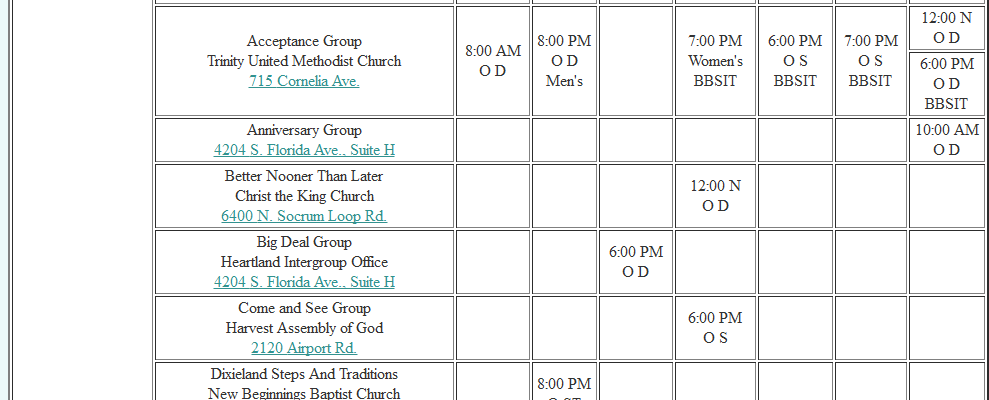 Acceptance Group
Trinity United Methodist Church
715 Cornelia Ave.
8:00 AM
O D
8:00 PM
O D
Men's
7:00 PM
Women's
BBSIT
6:00 PM
O S
BBSIT
7:00 PM
O S
BBSIT
12:00 N
O D
6:00 PM
O D
BBSIT
Anniversary Group
4204 S. Florida Ave., Suite H
10:00 AM
O D
Better Nooner Than Later
Christ the King Church
6400 N. Socrum Loop Rd.
12:00 N
O D
Big Deal Group
Heartland Intergroup Office
4204 S. Florida Ave., Suite H
6:00 PM
O D
Come and See Group
Harvest Assembly of God
2120 Airport Rd.
6:00 PM
O S
Dixieland Steps And Traditions
New Beginnings Baptist Church
8:00 PM